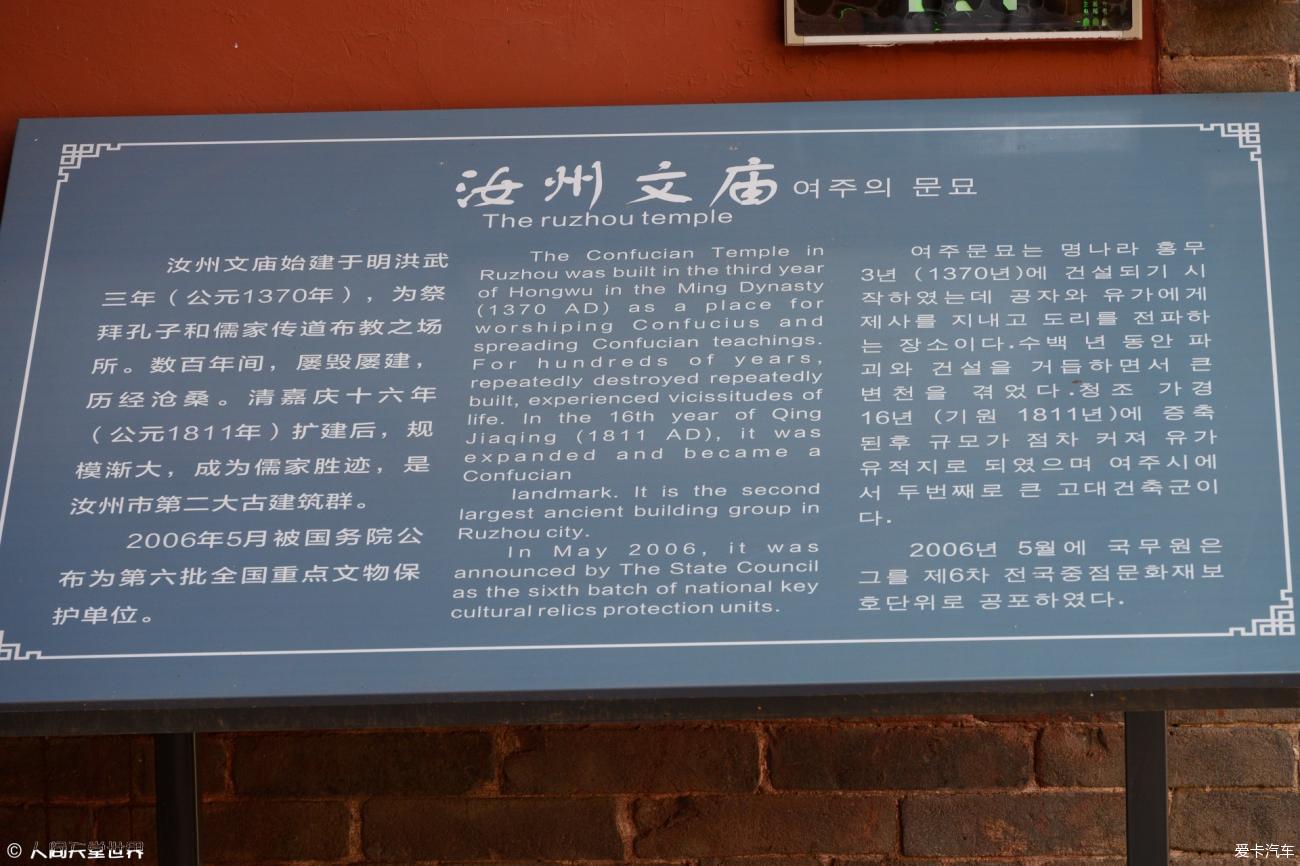 汝州文庙 여주의 문묘
The ruzhou temple
汝州文庙始建于明洪武
三年（公元1370年），为祭
拜孔子和儒家传道布教之场
所。数百年间，屡毁屡建，
历经沧桑。清嘉庆十六年
（公元1811年）扩建后，规
模渐大，成为儒家胜迹，是
汝州市第二大古建筑群。
2006年5月被国务院公
布为第六批全国重点文物保
护单位。
The Confucian Temple in
Ruzhou was built in the third year
of Hongwu in the Ming Dynasty
(1370 AD) as a place for
worshiping Confucius and
spreading Confucian teachings.
For hundreds of years,
repeatedly destroyed repeatedly
built, experienced vicissitudes of
life. In the 16th year of Qing
Jiaqing (1811 AD), it was
expanded and became a
Confucian
landmark. It is the second
largest ancient building group in
Ruzhou city.
In May 2006, it was
announced by The State Council
as the sixth batch of national key
cultural relics protection units.
여주문묘는 명나라 홍무
3년 (1370년)에 건설되기 시
작하였는데 공자와 유가에게
제사를 지내고 도리를 전파하
는 장소이다.수백 년 동안 파
괴와 건설을 거듭하면서 큰
변천을 겪었다.청조 가경
16년 (기원 1811년)에 증축
된후 규모가 점차 커져 유가
유적지로 되였으며 여주시에
서 두번째로 큰 고대건축군이
다.
2006년 5월에 국무원은
그를 제6차 전국중점문화재보
호단위로 공포하였다.
© 人间天堂世界
爱卡汽车